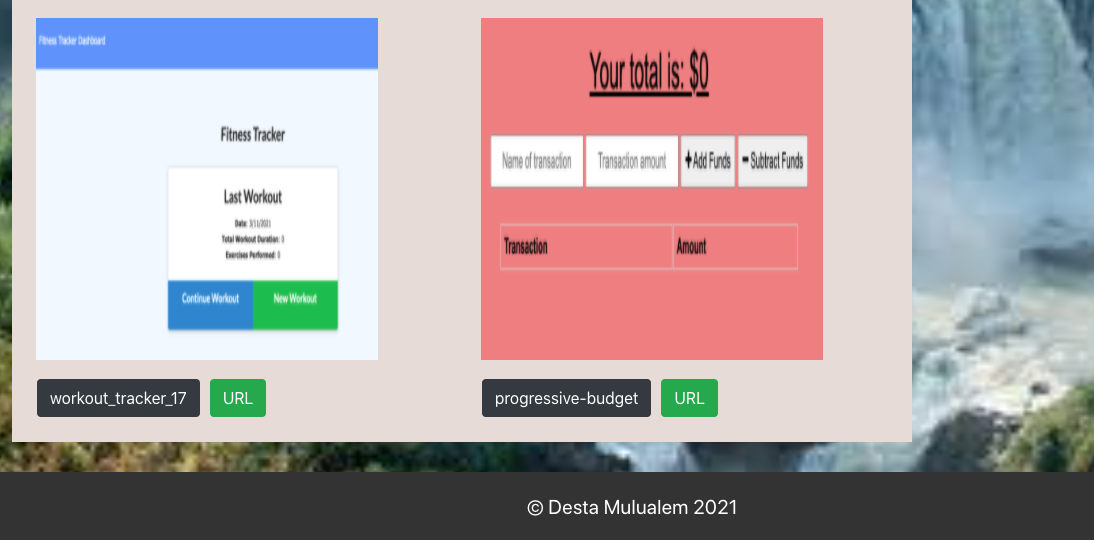 Fitness Tracker Dashboard
Fitness Tracker
Last Workout
Date: 3/11/2021
Total Workout Duration: 0
Exercises Performed: 0
Continue Workout New Workout
Your total is: $0
Name of transaction Transaction amount +Add Funds -Subtract Funds
Transaction Amount
workout_tracker_17 URL
progressive-budget URL
© Desta Mulualem 2021